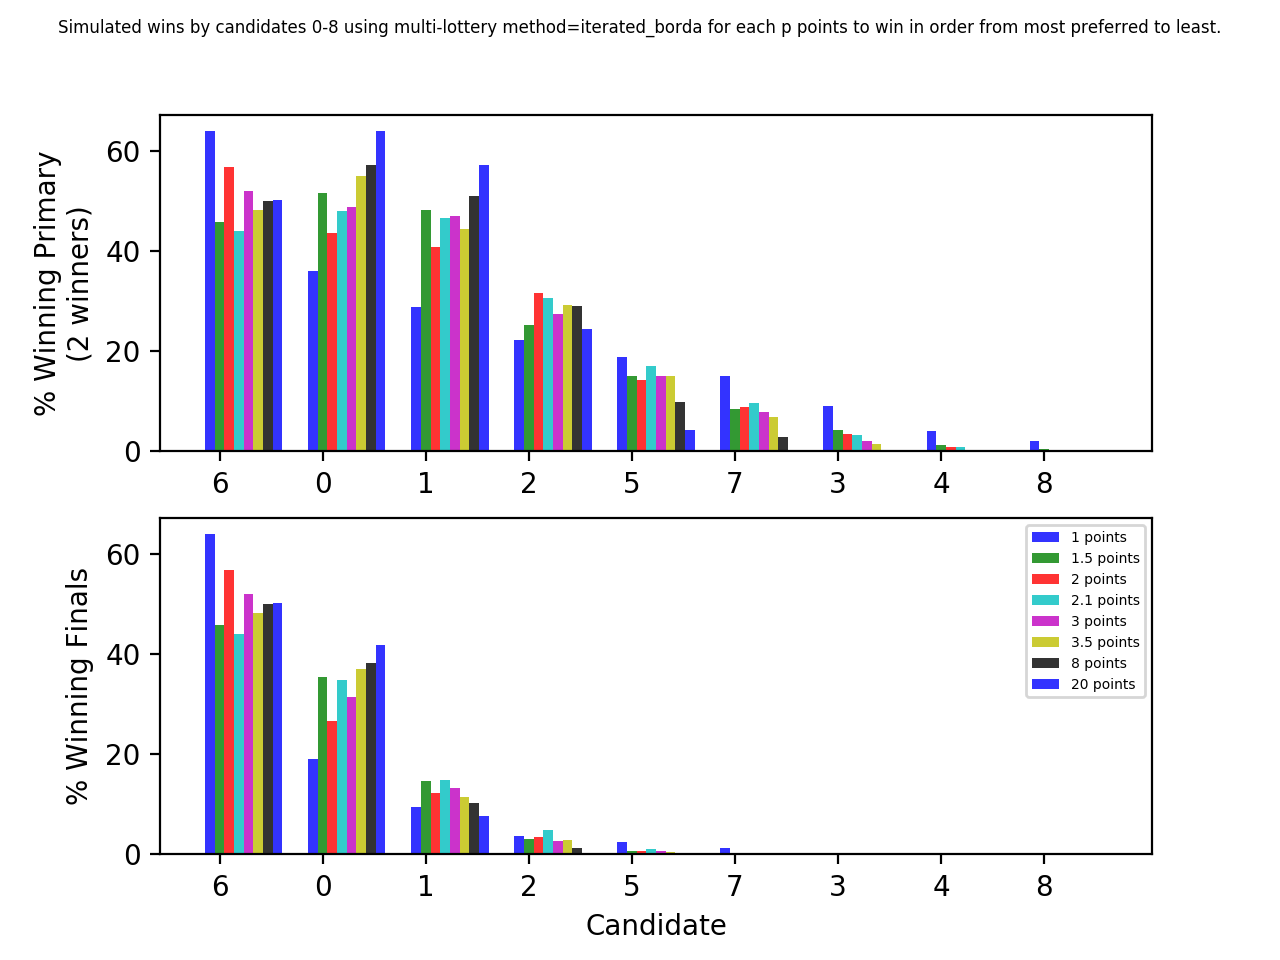 Simulated wins by candidates 0-8 using multi-lottery method=iterated_borda for each p points to win in order from most preferred to least.
% Winning Primary
(2 winners)
60
40
20
0
6 0 1 2 5 7 3 4 8
% Winning Finals
60
40
20
0
1 points
1.5 points
2 points
2.1 points
3 points
3.5 points
8 points
20 points
6 0 1 2 5 7 3 4 8
Candidate